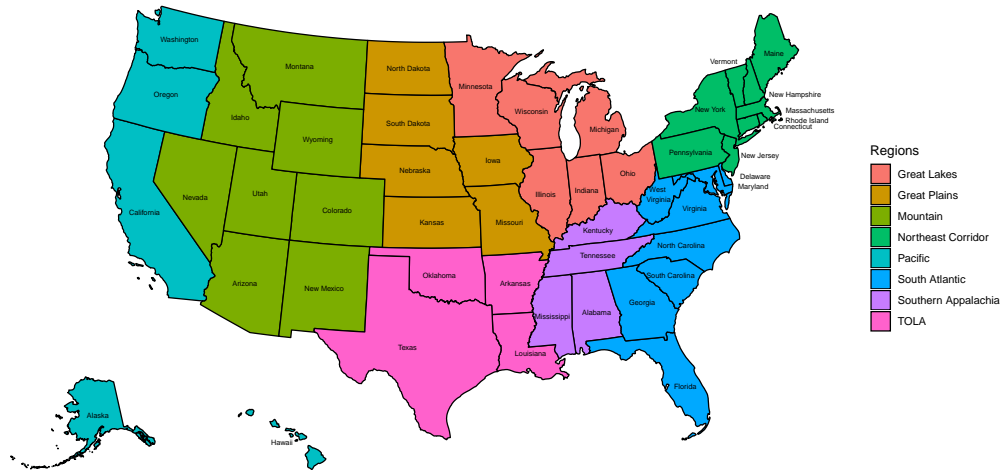 Washington
Oregon
California
Nevada
Idaho
Montana
Wyoming
Utah
Colorado
Arizona
New Mexico
North Dakota
South Dakota
Nebraska
Kansas
Iowa
Missouri
Minnesota
Wisconsin
Michigan
Illinois
Indiana
Ohio
Oklahoma
Texas
Arkansas
Louisiana
Kentucky
Tennessee
Mississippi
Alabama
West
Virginia
Virginia
North Carolina
South Carolina
Georgia
Florida
Vermont
Maine
New York
New Hampshire
Massachusetts
Rhode Island
Connecticut
Pennsylvania
New Jersey
Delaware
Maryland
Alaska
Hawaii
Regions
Great Lakes
Great Plains
Mountain
Northeast Corridor
Pacific
South Atlantic
Southern Appalachia
TOLA